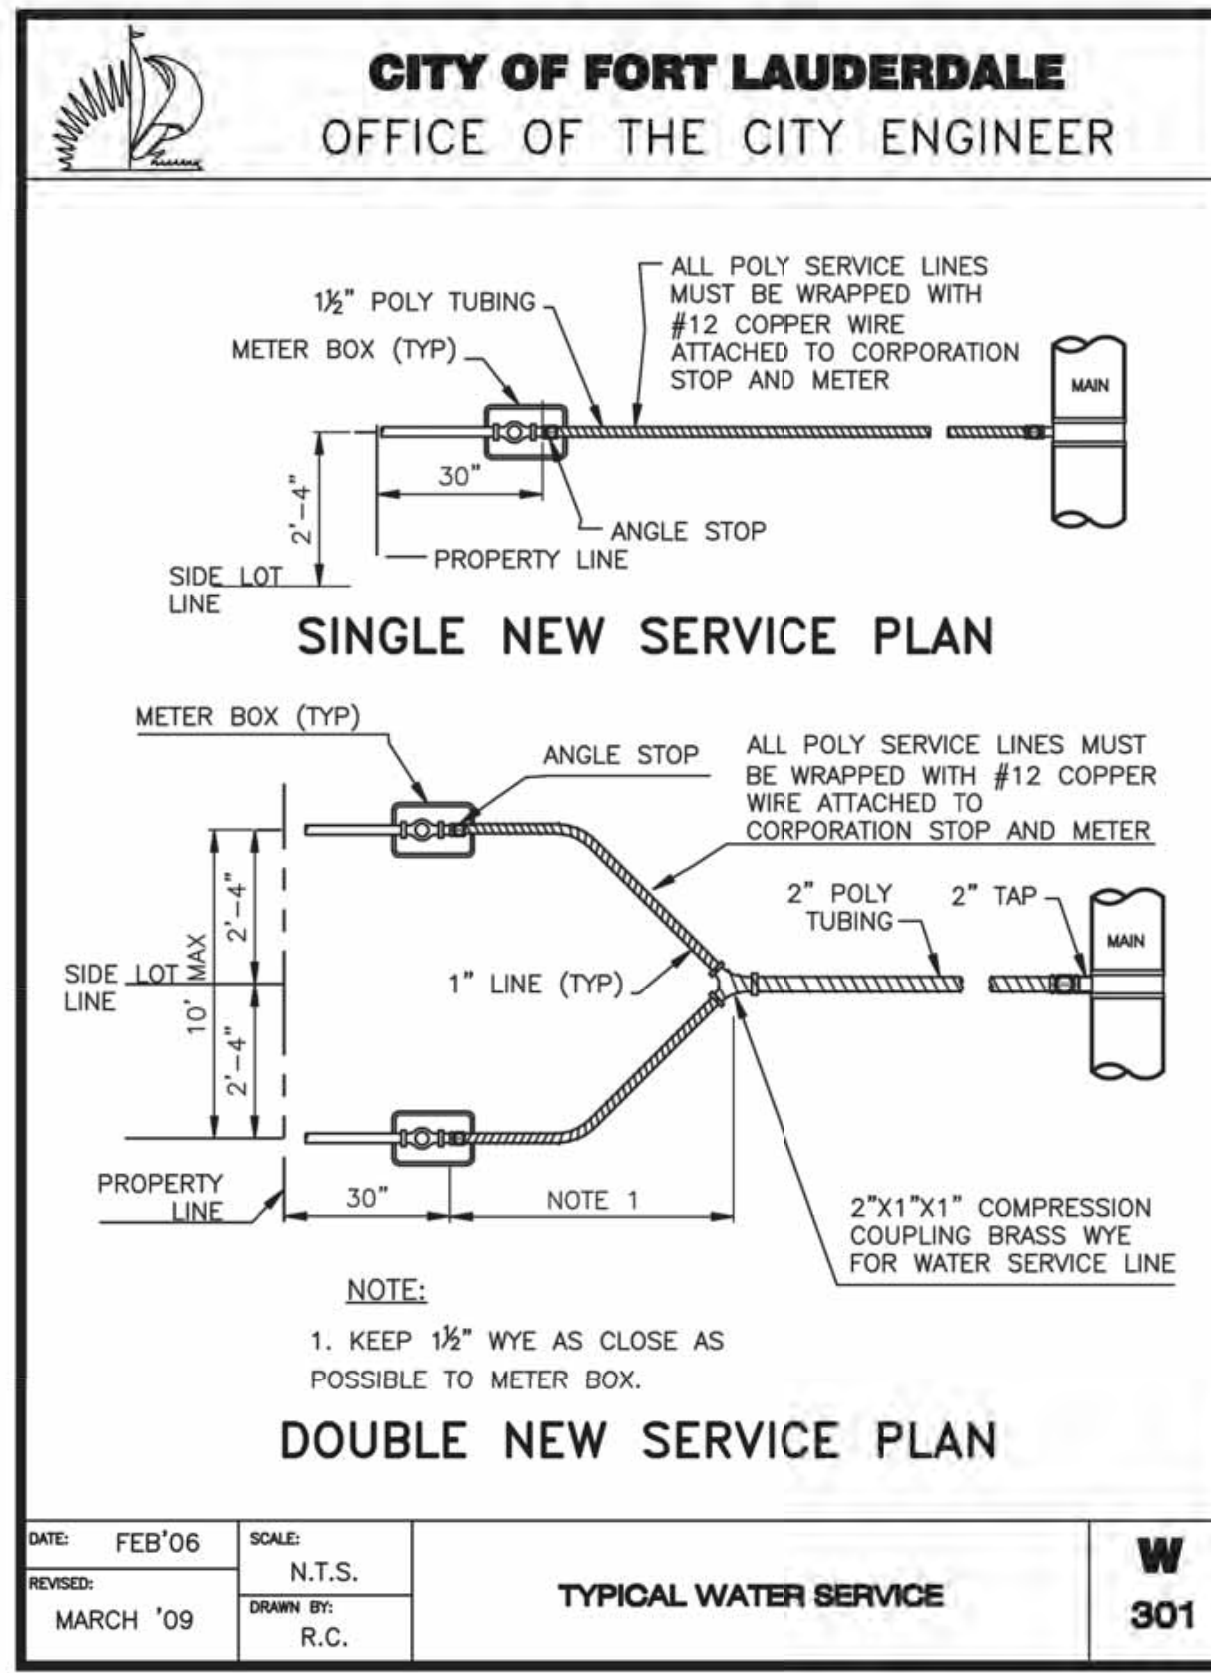 CITY OF FORT LAUDERDALE
OFFICE OF THE CITY ENGINEER
ALL POLY SERVICE LINES
MUST BE WRAPPED WITH
#12 COPPER WIRE
ATTACHED TO CORPORATION
STOP AND METER
1½" POLY TUBING
METER BOX (TYP)
MAIN
30"
2'-4"
ANGLE STOP
PROPERTY LINE
SIDE LOT
LINE
SINGLE NEW SERVICE PLAN
METER BOX (TYP)
ANGLE STOP
ALL POLY SERVICE LINES MUST
BE WRAPPED WITH #12 COPPER
WIRE ATTACHED TO
CORPORATION STOP AND METER
2" POLY
TUBING
2" TAP
MAIN
2'-4"
10' MAX
SIDE LOT
LINE
1" LINE (TYP)
2'-4"
PROPERTY
LINE
30"
NOTE 1
2"X1"X1" COMPRESSION
COUPLING BRASS WYE
FOR WATER SERVICE LINE
NOTE:
1. KEEP 1½" WYE AS CLOSE AS
POSSIBLE TO METER BOX.
DOUBLE NEW SERVICE PLAN
DATE: FEB'06
REVISED:
MARCH '09
SCALE:
N.T.S.
DRAWN BY:
R.C.
TYPICAL WATER SERVICE
W
301